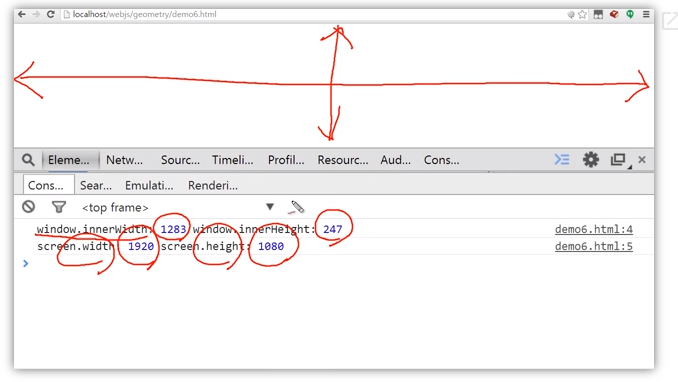 localhost/webjs/geometry/demo6.html
Eleme... Netw... Sourc... Timeli... Profil... Resourc... Aud... Cons...
Cons... Sear... Emulati... Renderi...
<top frame>
window.innerWidth: 1283 window.innerHeight: 247 demo6.html:4
screen.width: 1920 screen.height: 1080 demo6.html:5